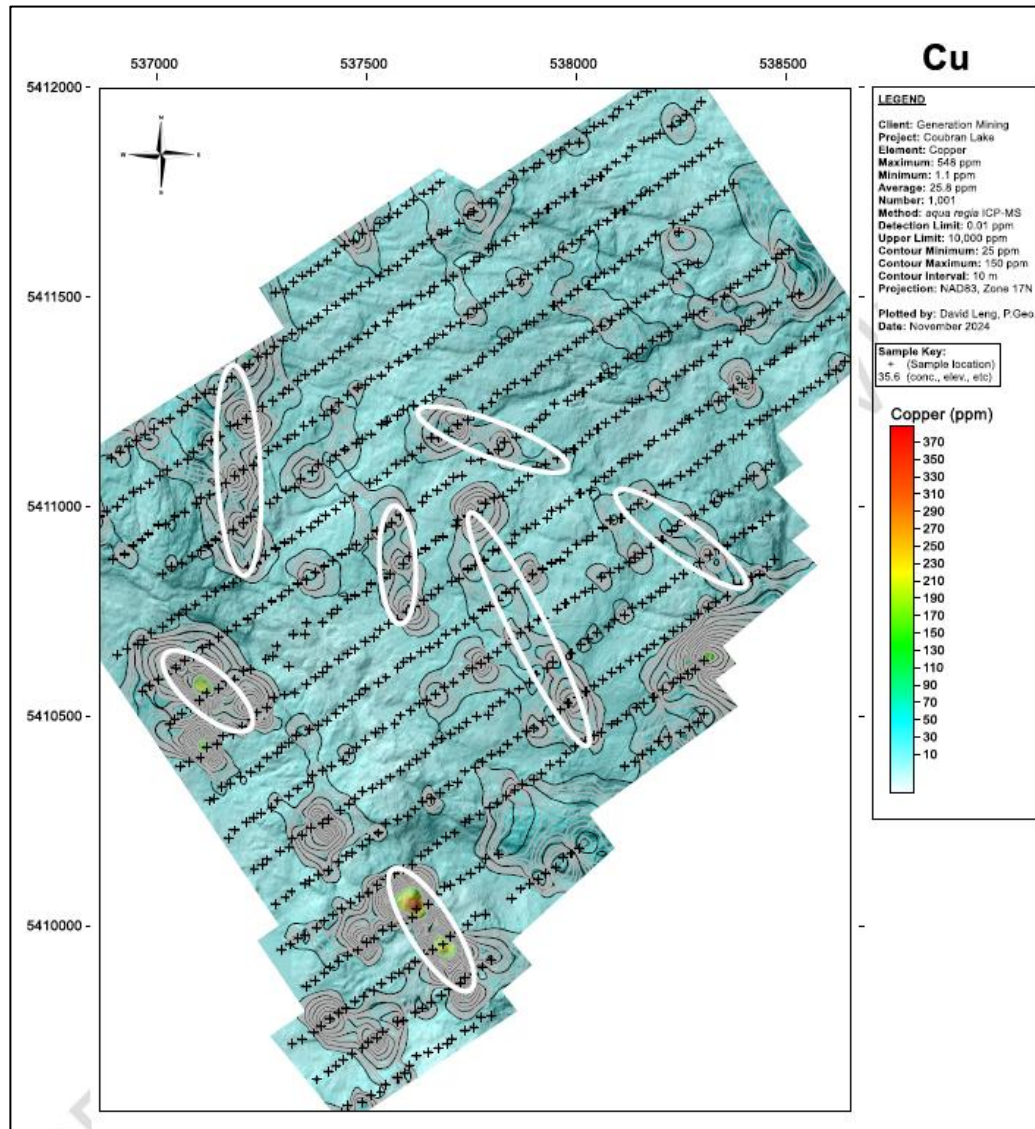 Cu
537000 537500 538000 538500
5412000
5411500
5411000
5410500
5410000
N
W E
S
LEGEND
Client: Generation Mining
Project: Coubran Lake
Element: Copper
Maximum: 548 ppm
Minimum: 1.1 ppm
Average: 25.8 ppm
Number: 1,001
Method: aqua regia ICP-MS
Detection Limit: 0.01 ppm
Upper Limit: 10,000 ppm
Contour Minimum: 25 ppm
Contour Maximum: 150 ppm
Contour Interval: 10 m
Projection: NAD83, Zone 17N
Plotted by: David Leng, P.Geo
Date: November 2024
Sample Key:
+ (Sample location)
35.6 (conc., elev., etc)
Copper (ppm)
370
350
330
310
290
270
250
230
210
190
170
150
130
110
90
70
50
30
10